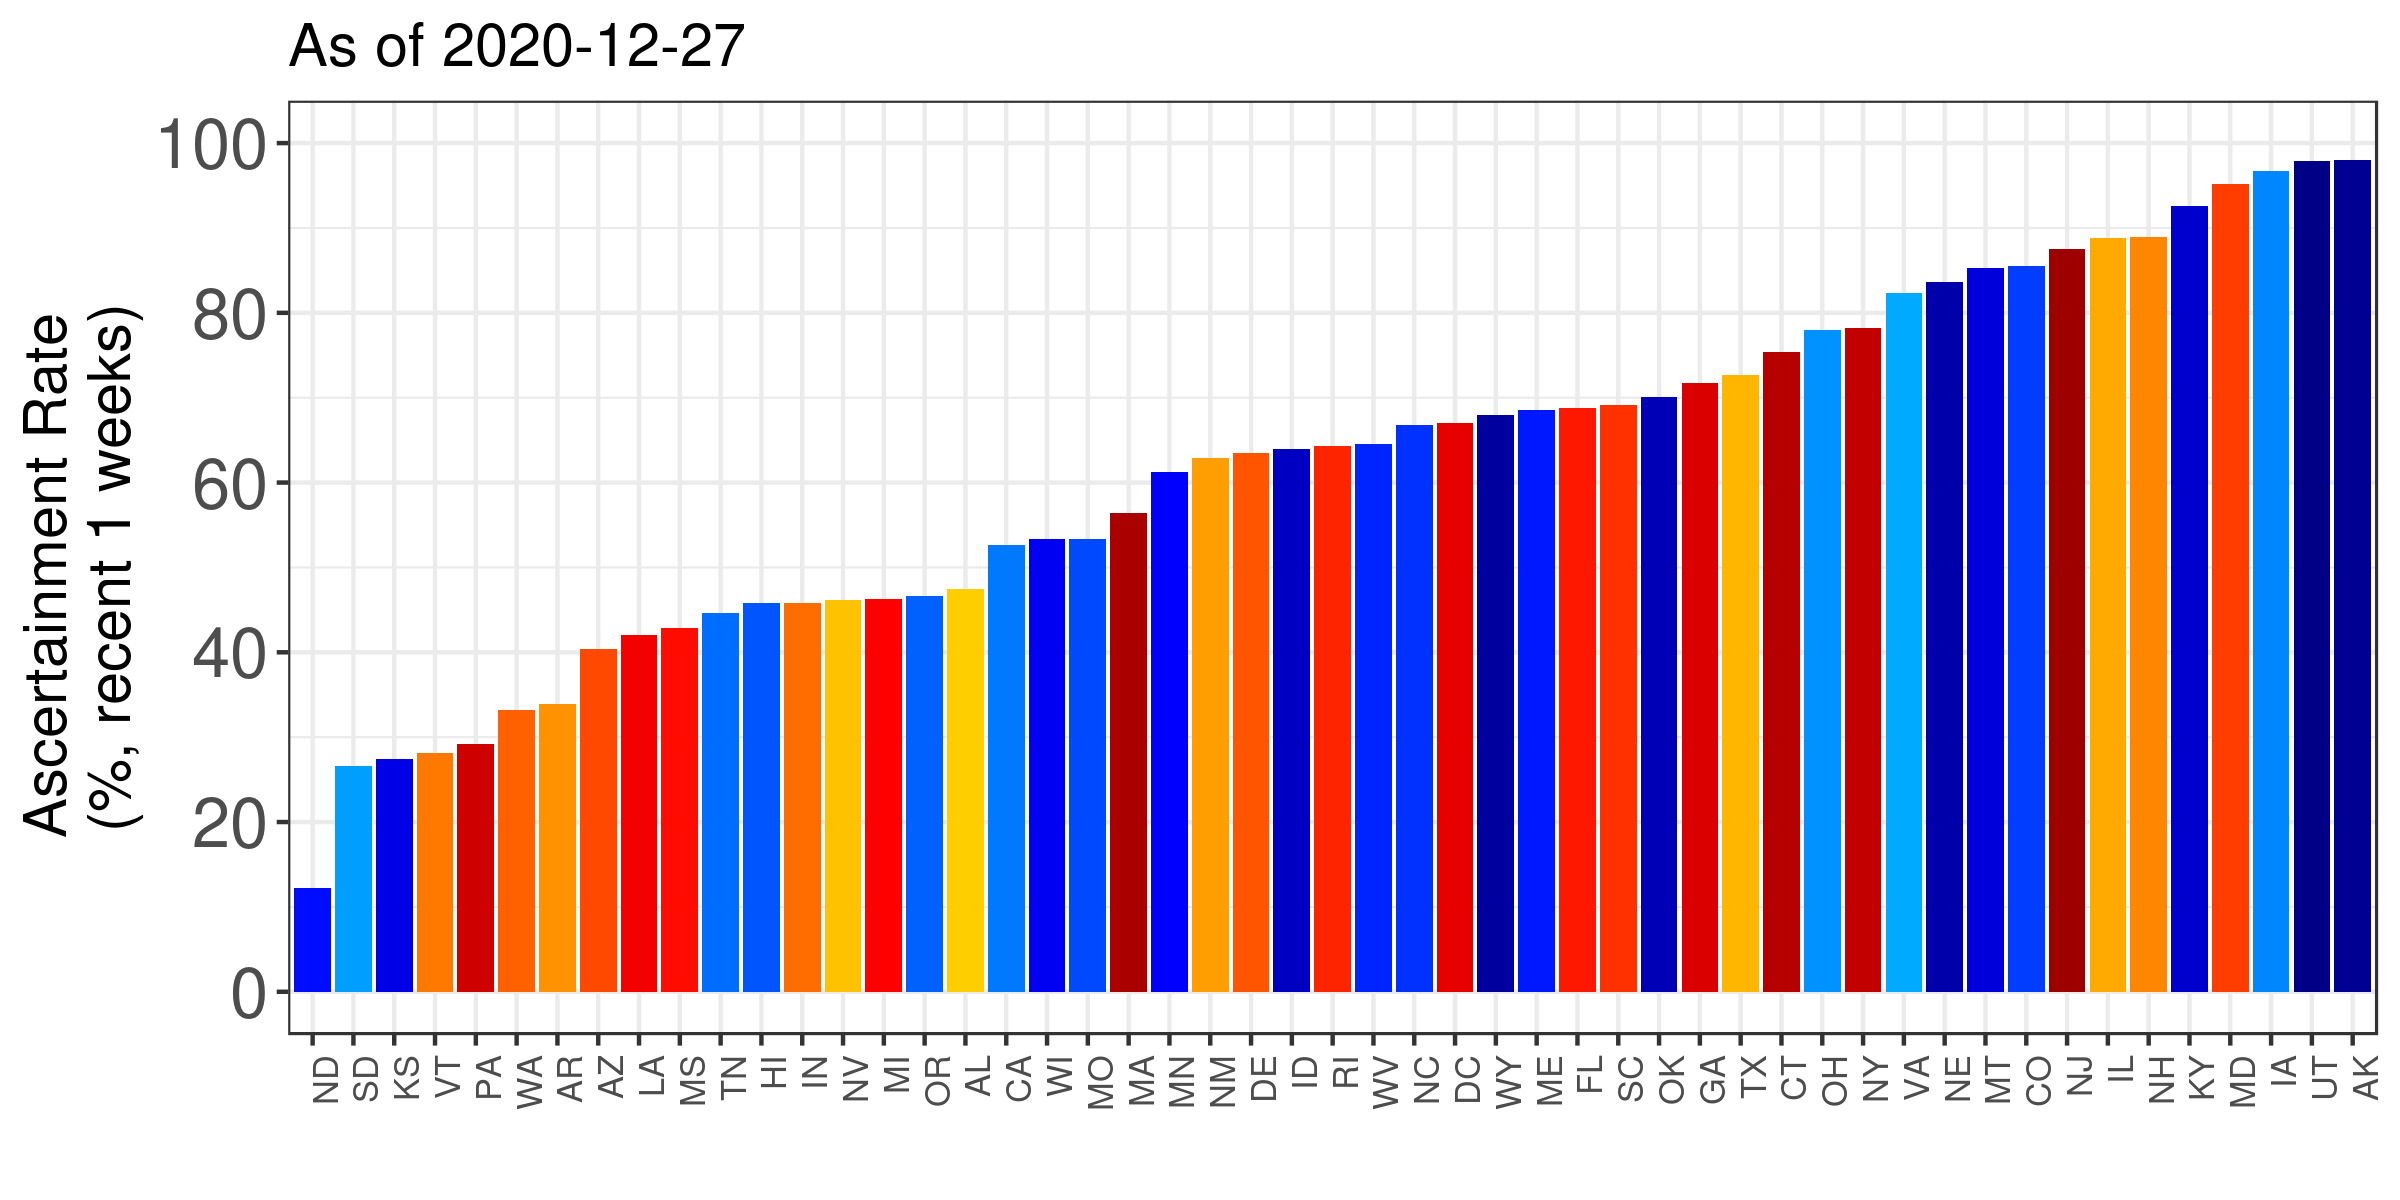 As of 2020-12-27
Ascertainment Rate
(%, recent 1 weeks)
100
80
60
40
20
0
ND SD KS VT PA WA AR AZ LA MS TN HI IN NV MI OR AL CA WI MO MA MN NM DE ID RI WV NC DC WY ME FL SC OK GA TX CT OH NY VA NE MT CO NJ IL NH KY MD IA UT AK